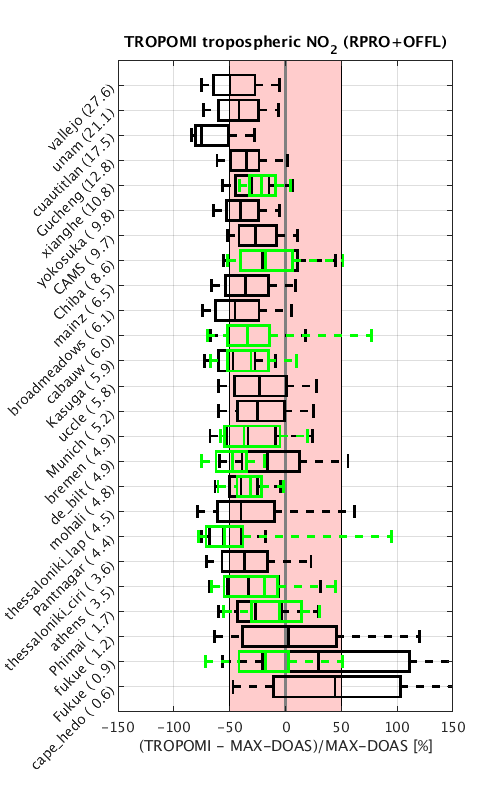 TROPOMI tropospheric NO2 (RPRO+OFFL)
vallejo (27.6)
unam (21.1)
cuautitlan (17.5)
Gucheng (12.8)
xianghe (10.8)
yokosuka ( 9.8)
CAMS ( 9.7)
Chiba ( 8.6)
mainz ( 6.5)
broadmeadows ( 6.1)
cabauw ( 6.0)
Kasuga ( 5.9)
uccle ( 5.8)
Munich ( 5.2)
bremen ( 4.9)
de_bilt ( 4.9)
mohali ( 4.8)
thessaloniki_lap ( 4.5)
Pantnagar ( 4.4)
thessaloniki_ciri ( 3.6)
athens ( 3.5)
Phimai ( 1.7)
fukue ( 1.2)
Fukue ( 0.9)
cape_hedo ( 0.6)
−150 −100 −50 0 50 100 150
(TROPOMI − MAX−DOAS)/MAX−DOAS [%]